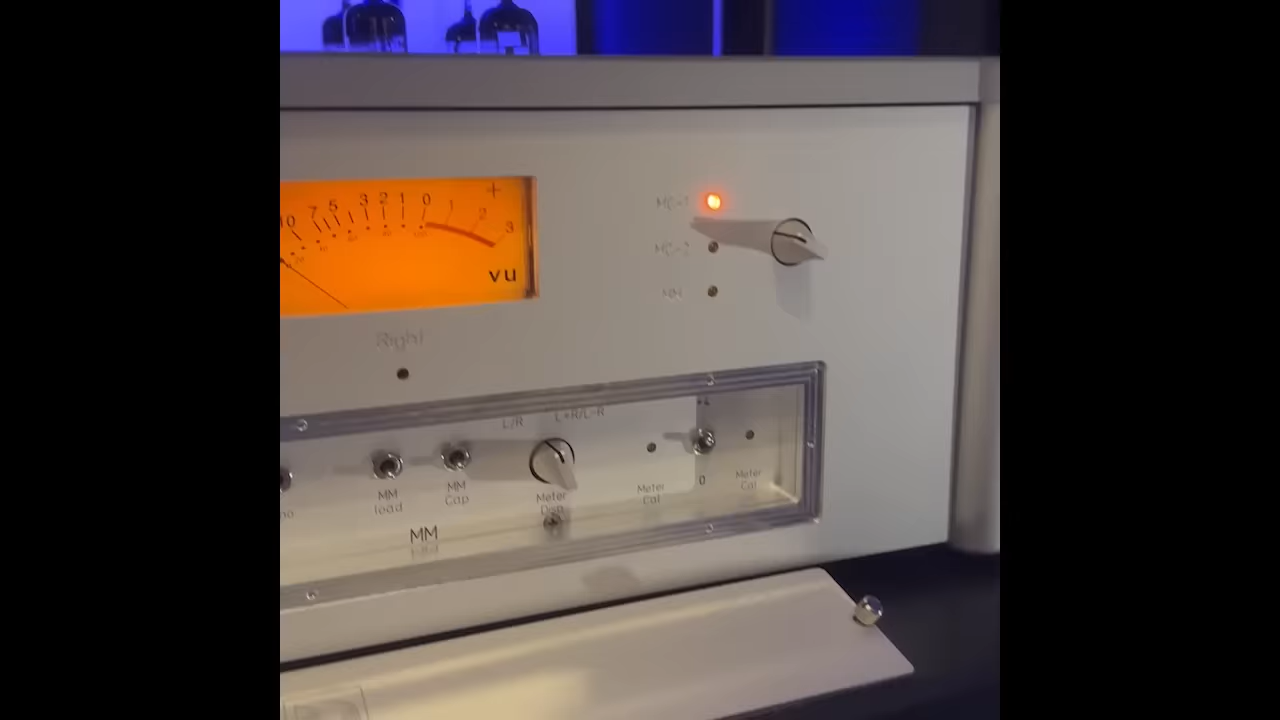 10 7 5 3 2 1 0 1 2 3 +
vu
MC-1
MC-2
MM
Right
L/R
L+R/L-R
MM
load
MM
Cap
Meter
Disp
Meter
Cal
0
Meter
Cal
MM